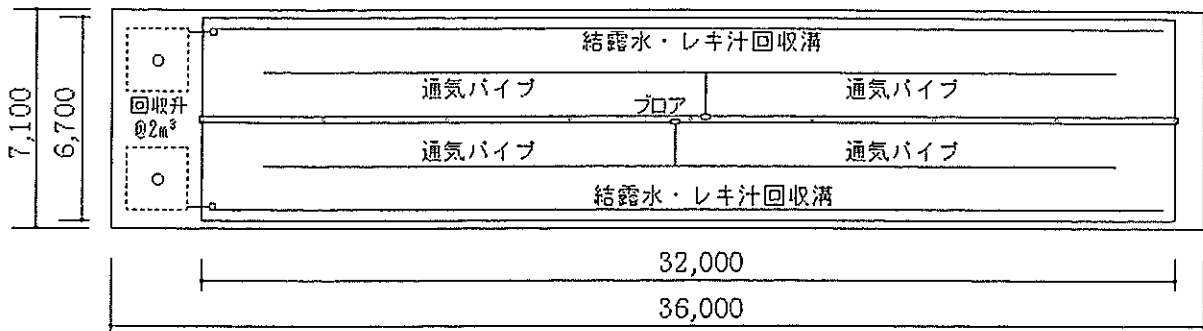 結露水・レキ汁回収溝
通気パイプ
通気パイプ
ブロア
回収升
@2m³
7,100
6,700
通気パイプ
通気パイプ
結露水・レキ汁回収溝
32,000
36,000